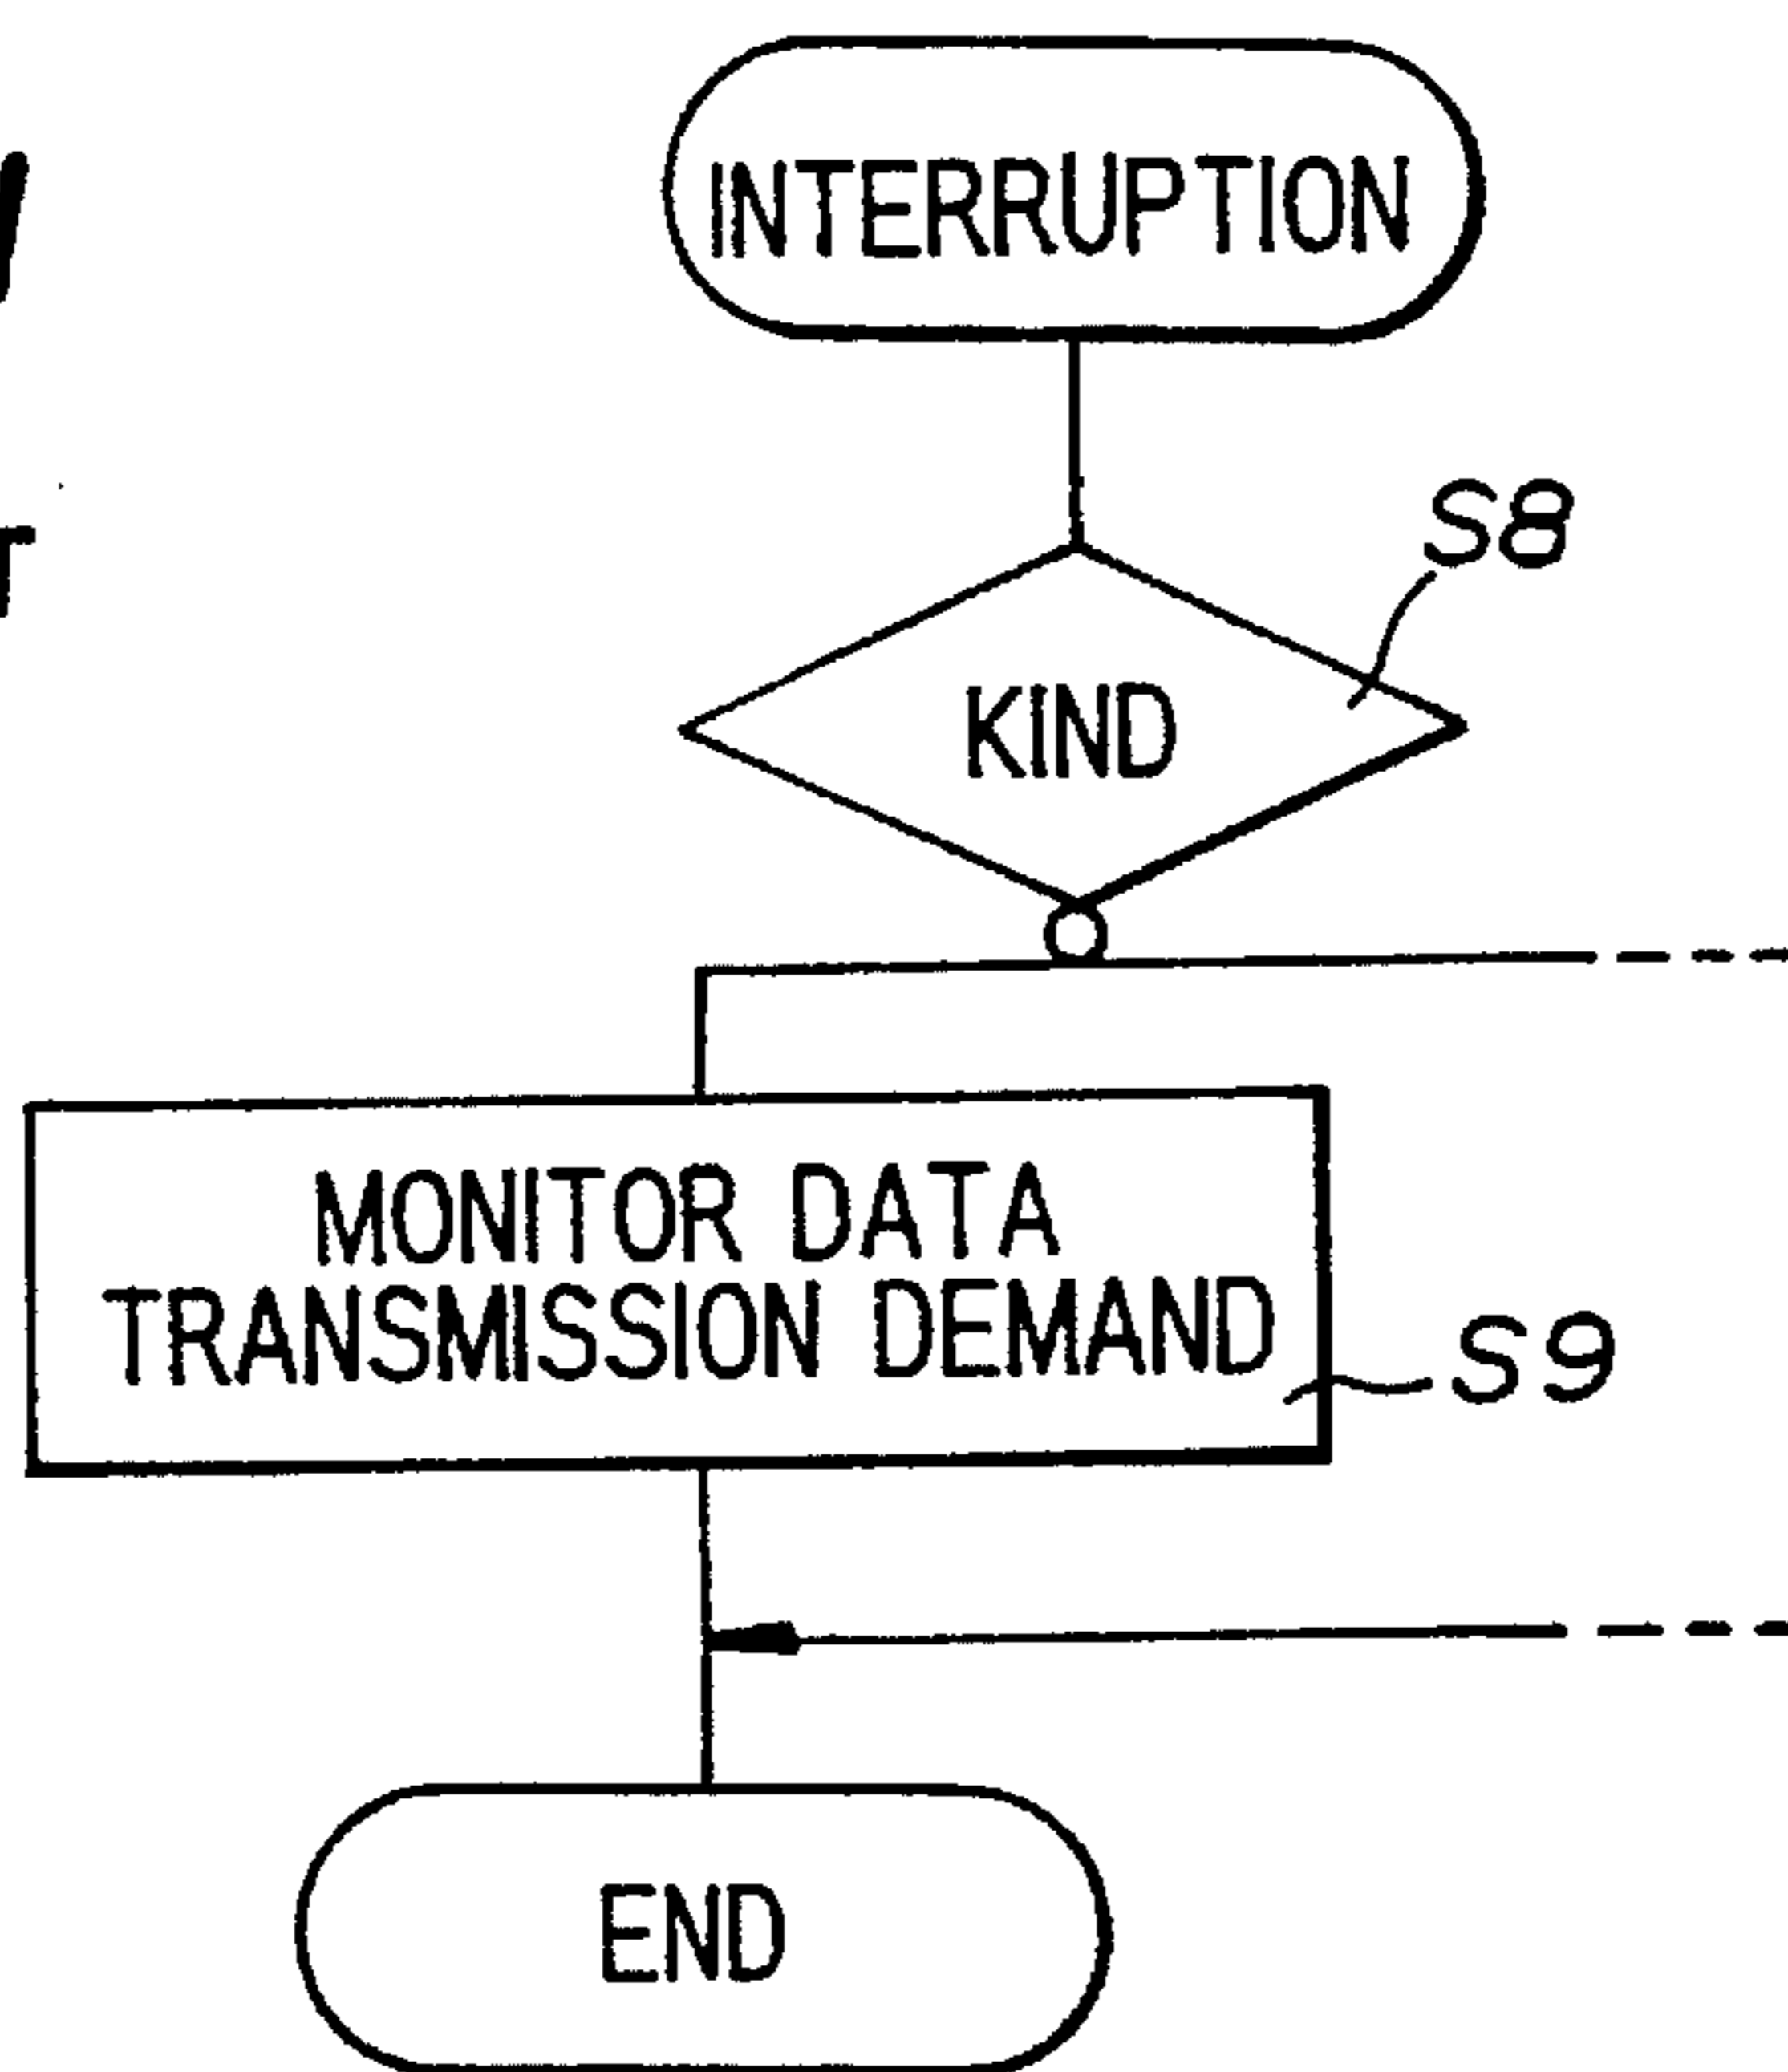 INTERRUPTION
S8
KIND
MONITOR DATA
TRANSMISSION DEMAND
S9
END